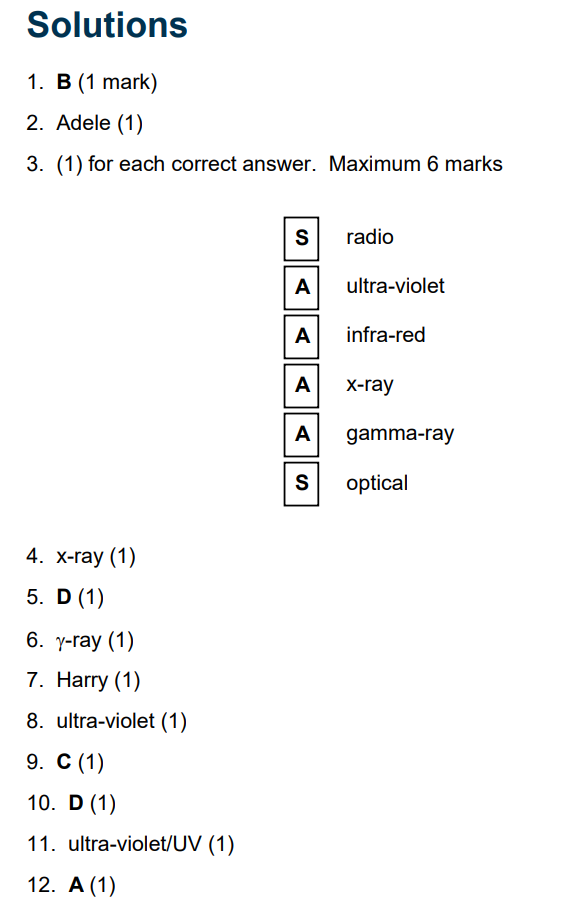 Solutions
1. B (1 mark)
2. Adele (1)
3. (1) for each correct answer. Maximum 6 marks
S radio
A ultra-violet
A infra-red
A x-ray
A gamma-ray
S optical
4. x-ray (1)
5. D (1)
6. γ-ray (1)
7. Harry (1)
8. ultra-violet (1)
9. C (1)
10. D (1)
11. ultra-violet/UV (1)
12. A (1)